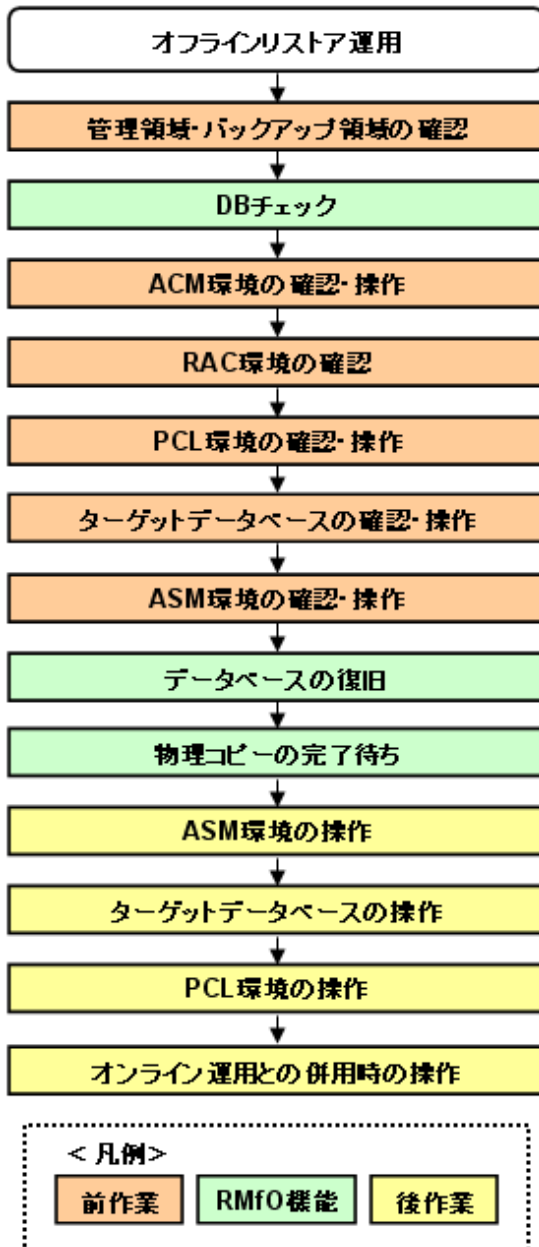 オフラインリストア運用
管理領域・バックアップ領域の確認
DBチェック
ACM環境の確認・操作
RAC環境の確認
PCL環境の確認・操作
ターゲットデータベースの確認・操作
ASM環境の確認・操作
データベースの復旧
物理コピーの完了待ち
ASM環境の操作
ターゲットデータベースの操作
PCL環境の操作
オンライン運用との併用時の操作
<凡例>
前作業 RMfO機能 後作業